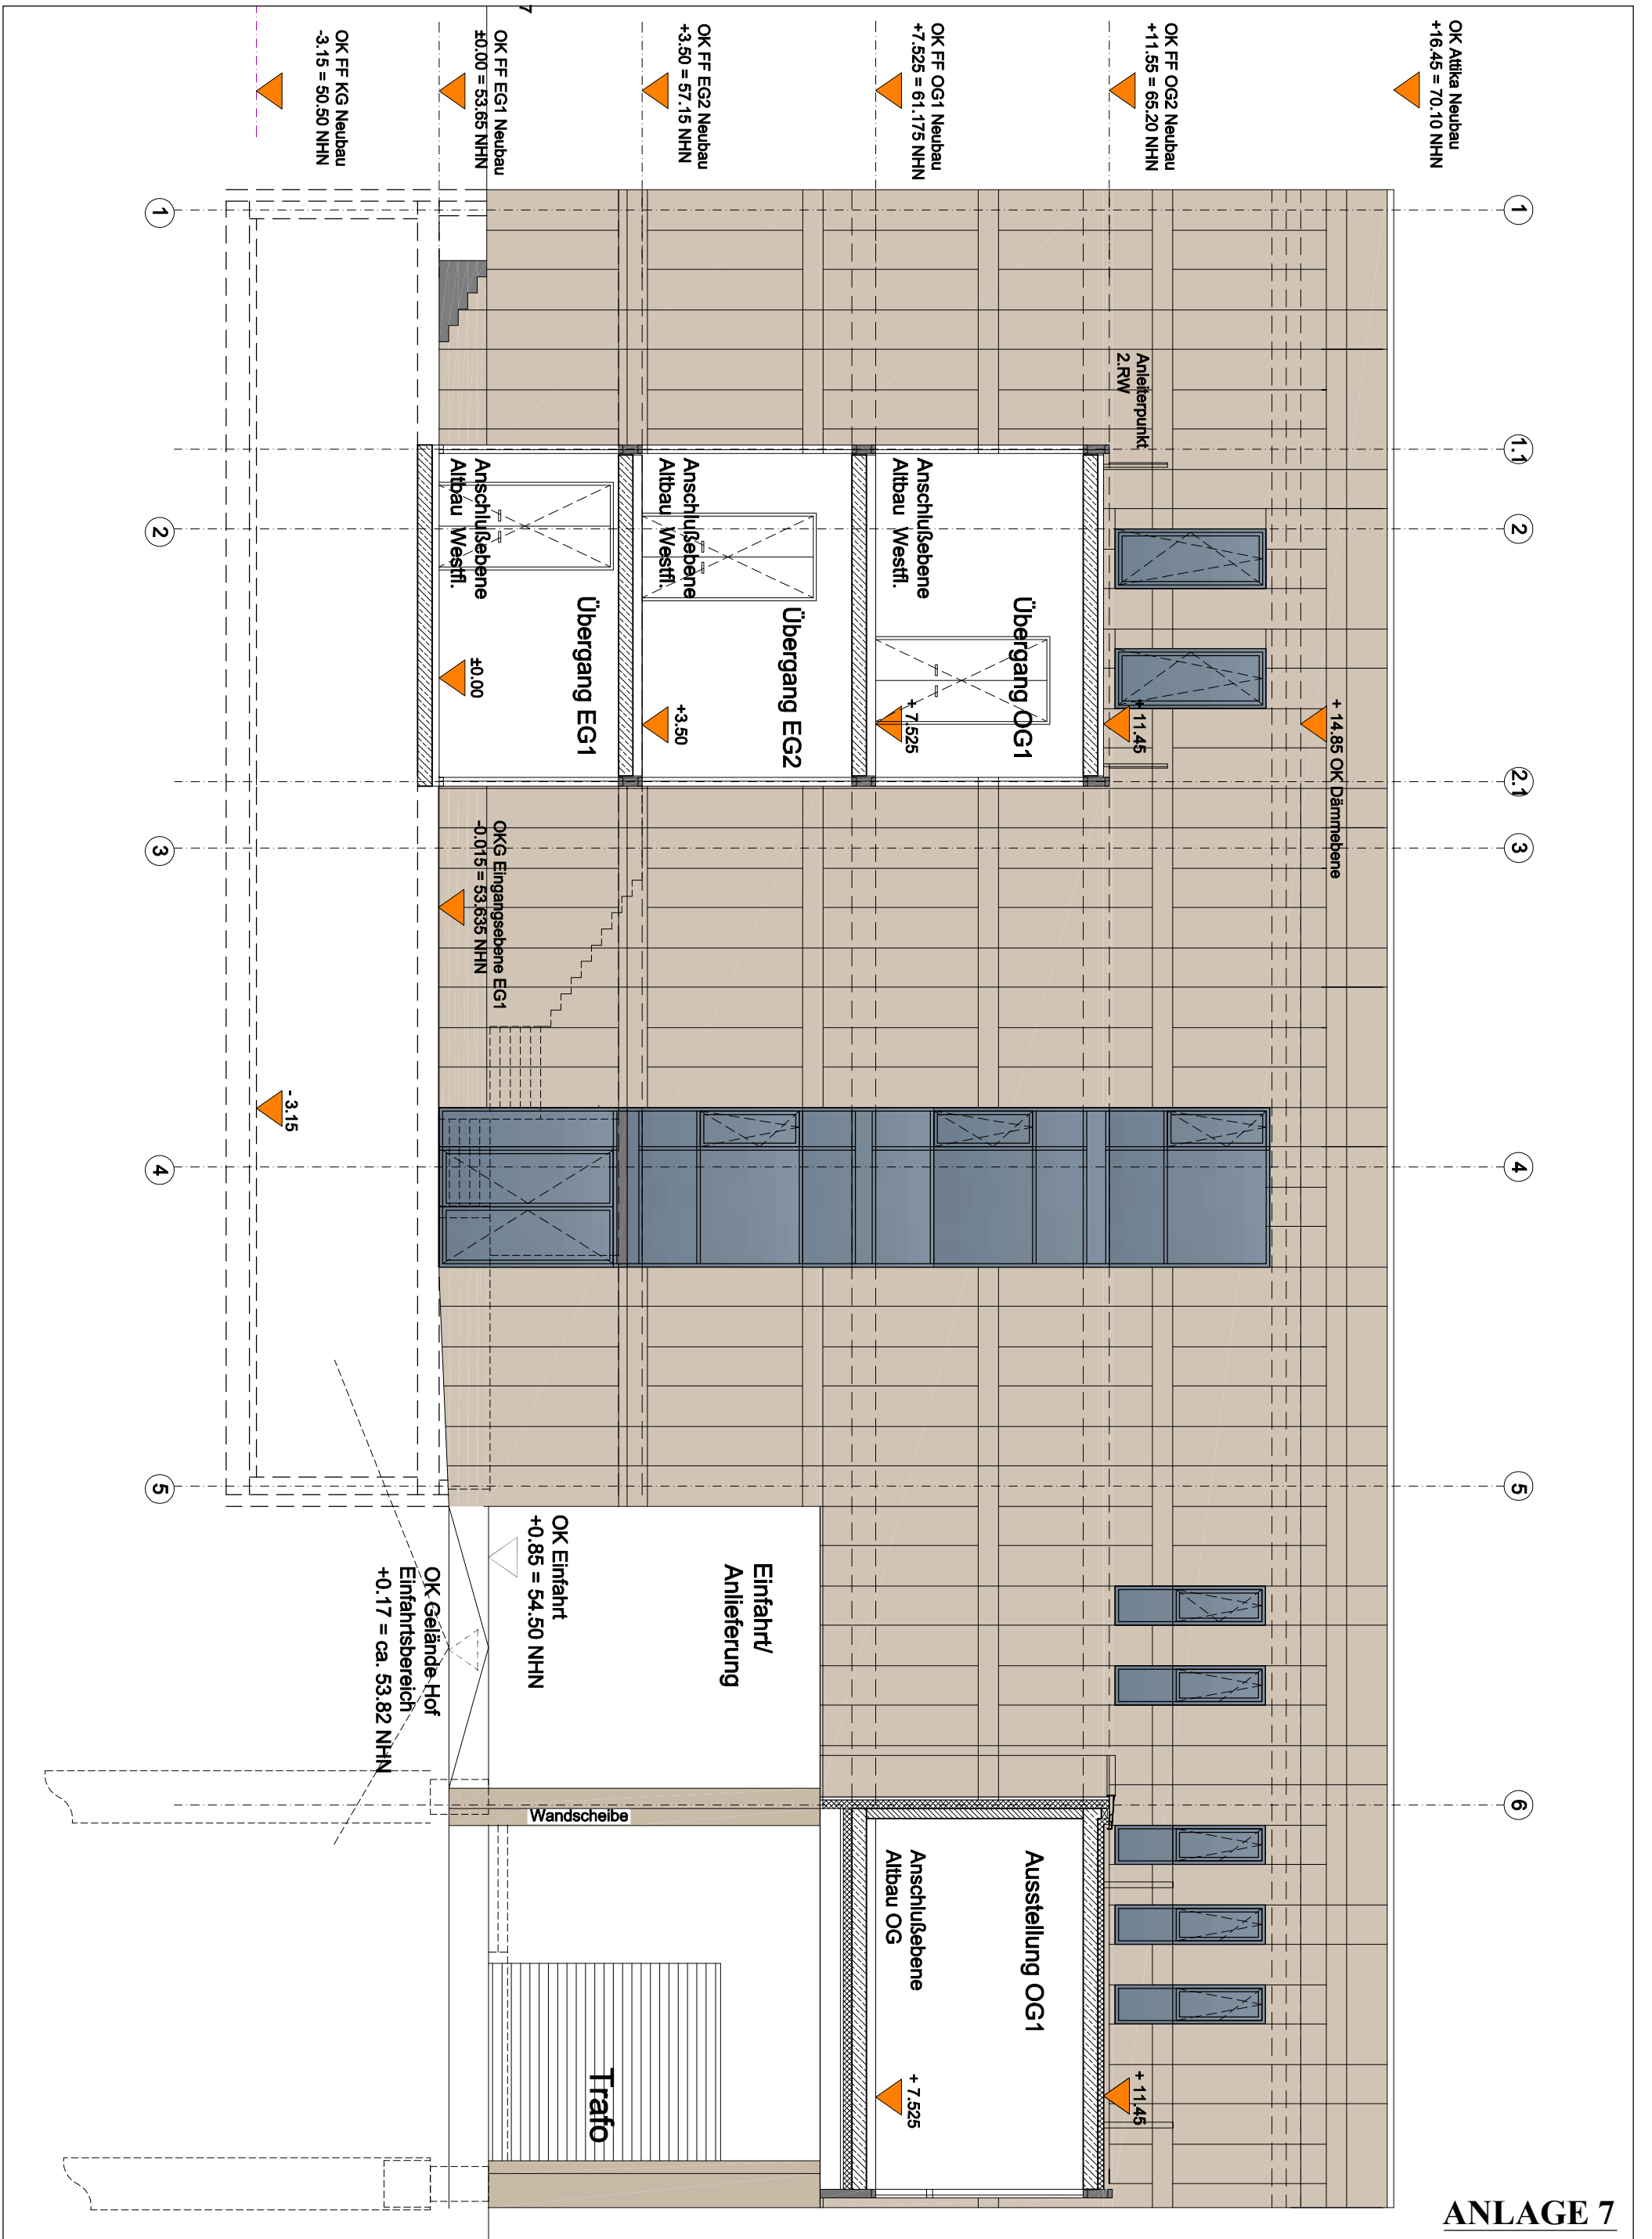 ANLAGE 7
OK Attika Neubau
+16.45 = 70.10 NHN
OK FF OG2 Neubau
+11.55 = 65.20 NHN
OK FF OG1 Neubau
+7.525 = 61.175 NHN
OK FF EG2 Neubau
+3.50 = 57.15 NHN
OK FF EG1 Neubau
±0.00 = 53.65 NHN
OK FF KG Neubau
-3.15 = 50.50 NHN
7
1
1.1
2
2.1
3
4
5
6
+ 14.85 OK Dämmebene
Anleiterpunkt
2.RW
+ 11.45
Übergang OG1
Anschlußebene
Altbau Westfl.
+ 7.525
Übergang EG2
Anschlußebene
Altbau Westfl.
+3.50
Übergang EG1
Anschlußebene
Altbau Westfl.
±0.00
OKG Eingangsebene EG1
-0.015 = 53.635 NHN
- 3.15
Einfahrt/
Anlieferung
OK Einfahrt
+0.85 = 54.50 NHN
OK Gelände Hof
Einfahrtsbereich
+0.17 = ca. 53.82 NHN
Wandscheibe
Ausstellung OG1
Anschlußebene
Altbau OG
+ 11.45
+ 7.525
Trafo
1
2
3
4
5